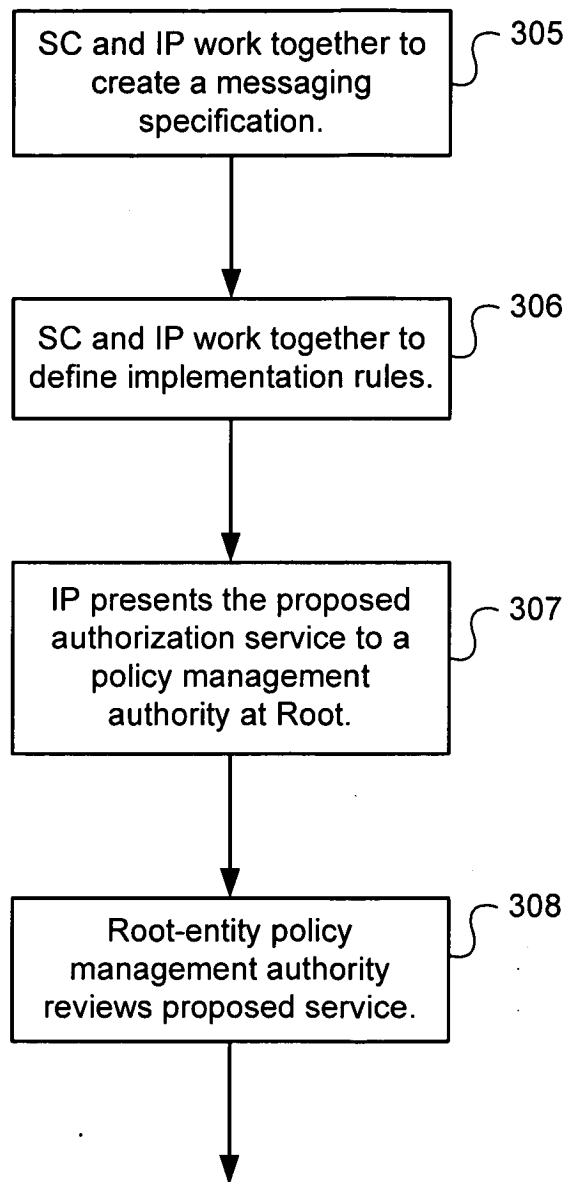 SC and IP work together to
create a messaging
specification.
305
SC and IP work together to
define implementation rules.
306
IP presents the proposed
authorization service to a
policy management
authority at Root.
307
Root-entity policy
management authority
reviews proposed service.
308